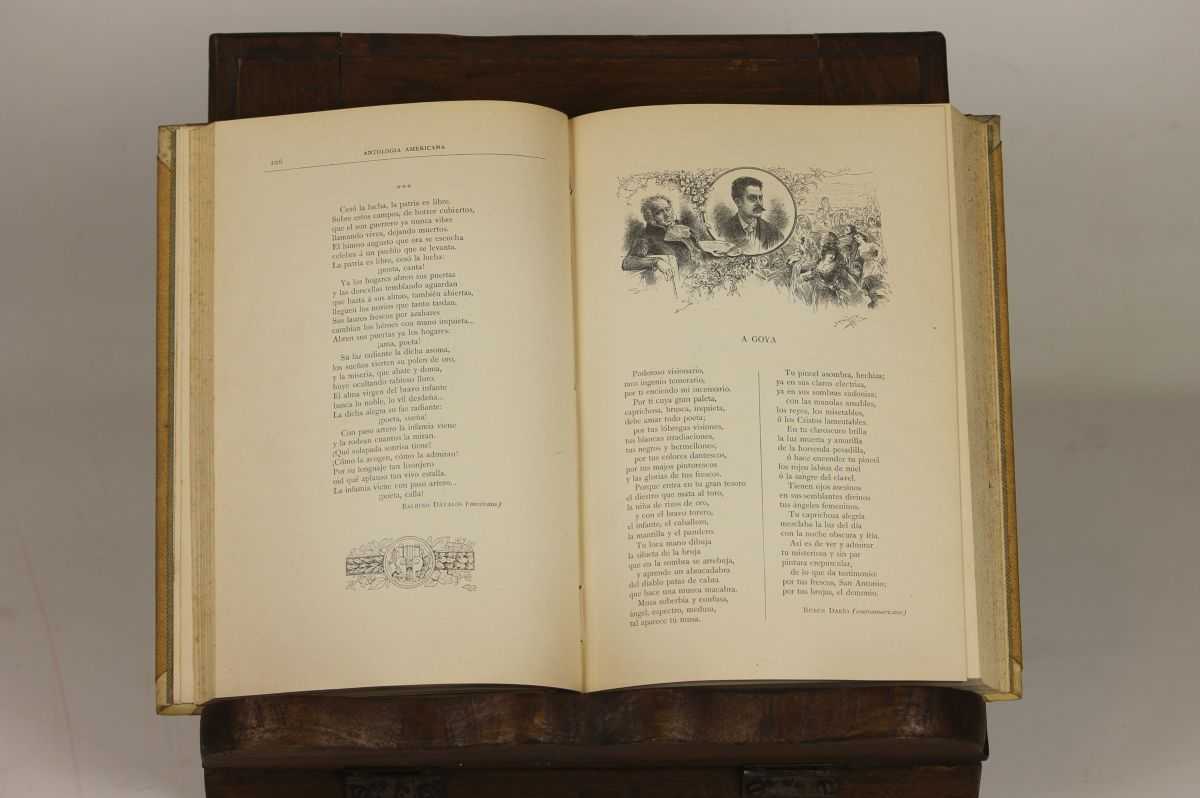 226
ANTOLOGIA AMERICANA
***
Cesó la lucha, la patria es libre.
Sobre estos campos, de horror cubiertos,
que el son guerrero ya nunca vibre
llamando vivos, dejando muertos.
El himno augusto que ora se escucha
celebra á un pueblo que se levanta.
La patria es libre, cesó la lucha:
¡poeta, canta!
Ya los hogares abren sus puertas
y las doncellas temblando aguardan
que hasta á sus almas, también abiertas,
lleguen los novios que tanto tardan.
Sus lauros frescos por azahares
cambian los héroes con mano inquieta...
Abren sus puertas ya los hogares:
¡ama, poeta!
Su faz radiante la dicha asoma,
los sueños vierten su polen de oro,
y la miseria, que abate y doma,
huye ocultando rabioso lloro.
El alma virgen del bravo infante
busca lo noble, lo vil desdeña...
La dicha alegra su faz radiante:
¡poeta, sueña!
Con paso artero la infamia viene
y la rodean cuantos la miran.
¡Qué solapada sonrisa tiene!
¡Cómo la acogen, cómo la admiran!
Por su lenguaje tan lisonjero
oid qué aplauso tan vivo estalla.
La infamia viene con paso artero...
¡poeta, calla!
BALBINO DÁVALOS (mexicano)
A GOYA
Poderoso visionario,
raro ingenio temerario,
por ti enciendo mi incensario.
Por ti cuya gran paleta,
caprichosa, brusca, inquieta,
debe amar todo poeta;
por tus lóbregas visiones,
tus blancas irradiaciones,
tus negros y bermellones;
por tus colores dantescos,
por tus majos pintorescos
y las glorias de tus frescos.
Porque entra en tu gran tesoro
el diestro que mata al toro,
la niña de rizos de oro,
y con el bravo torero,
el infante, el caballero,
la mantilla y el pandero.
Tu loca mano dibuja
la silueta de la bruja
que en la sombra se arrebuja,
y aprende un abracadabra
del diablo patas de cabra
que hace una mueca macabra.
Musa soberbia y confusa,
ángel, espectro, medusa,
tal aparece tu musa.
Tu pincel asombra, hechiza;
ya en sus claros electriza,
ya en sus sombras sinfoniza;
con las manolas amables,
los reyes, los miserables,
ó los Cristos lamentables.
En tu claroscuro brilla
la luz muerta y amarilla
de la horrenda pesadilla,
ó hace encender tu pincel
los rojos labios de miel
ó la sangre del clavel.
Tienen ojos asesinos
en sus semblantes divinos
tus ángeles femeninos.
Tu caprichosa alegría
mezclaba la luz del día
con la noche obscura y fría.
Así es de ver y admirar
tu misteriosa y sin par
pintura crepuscular,
de lo que da testimonio:
por tus frescos, San Antonio;
por tus brujas, el demonio.
RUBÉN DARÍO (centroamericano)